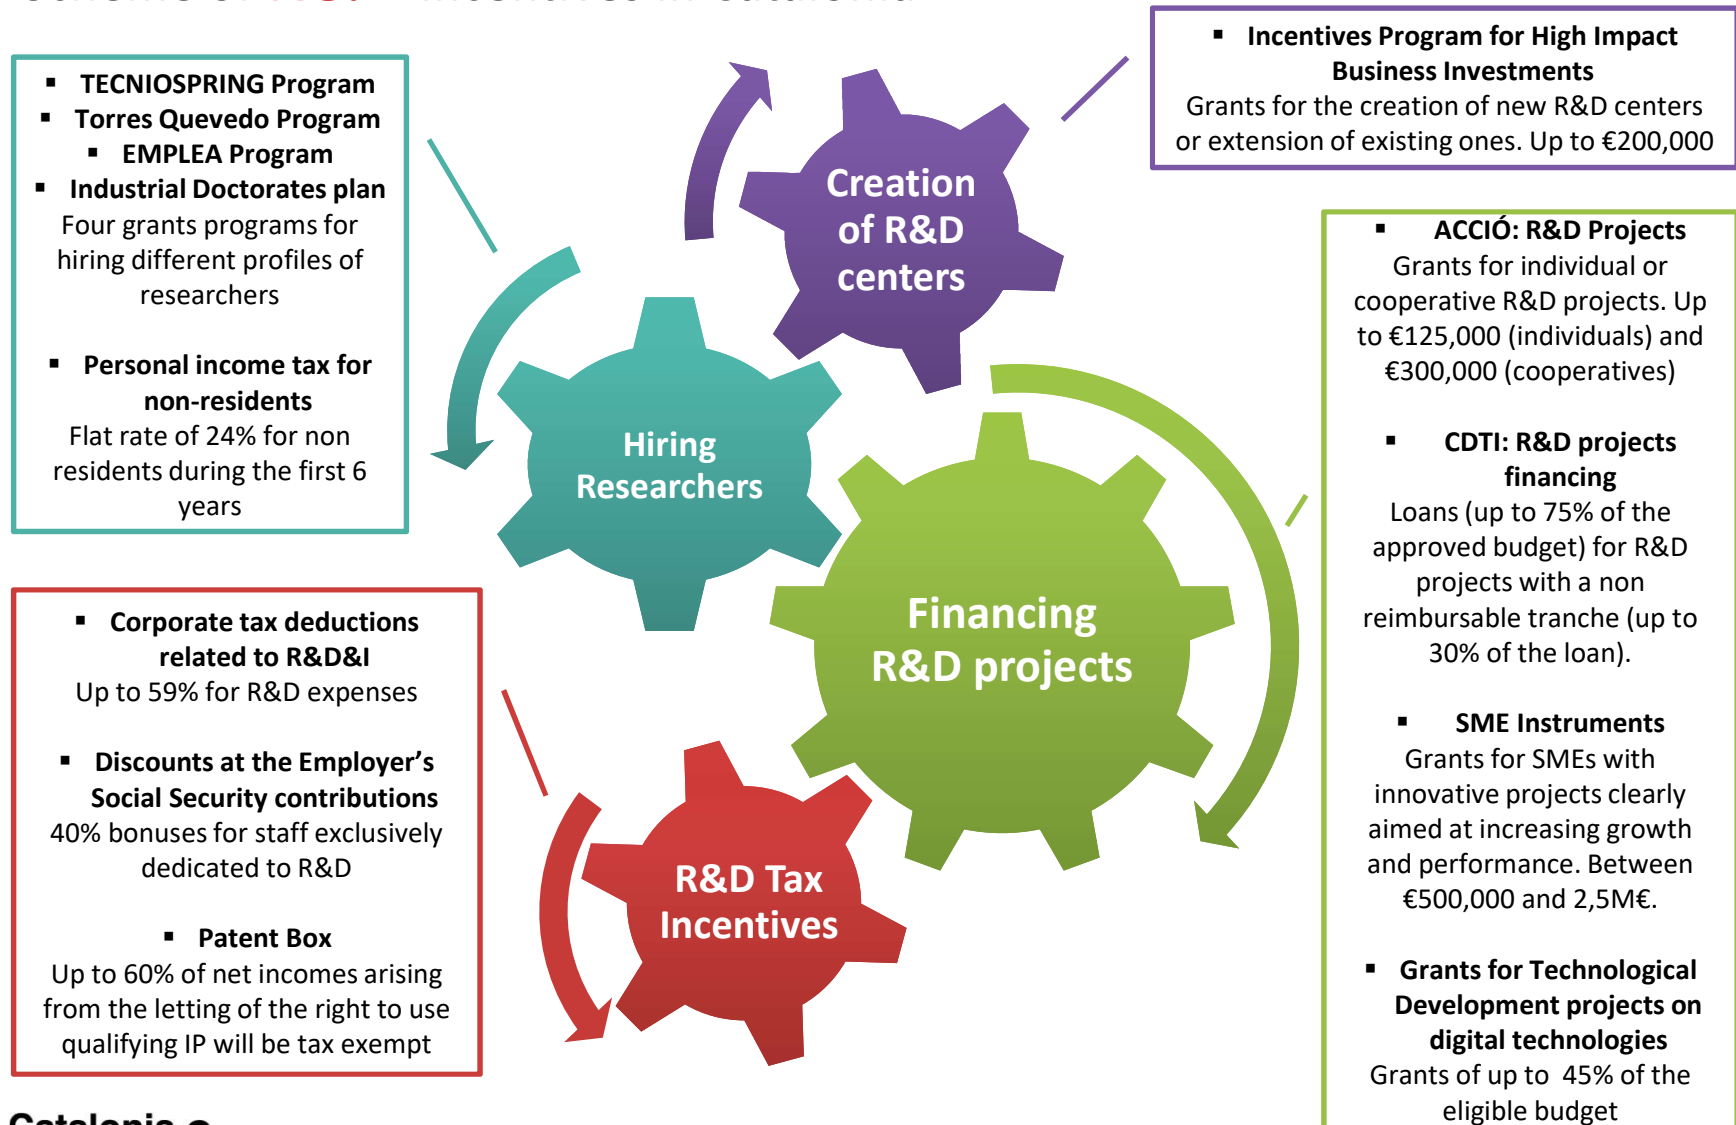 ▪ TECNIOSPRING Program
▪ Torres Quevedo Program
▪ EMPLEA Program
▪ Industrial Doctorates plan
Four grants programs for
hiring different profiles of
researchers
▪ Personal income tax for
non-residents
Flat rate of 24% for non
residents during the first 6
years
▪ Corporate tax deductions
related to R&D&I
Up to 59% for R&D expenses
▪ Discounts at the Employer’s
Social Security contributions
40% bonuses for staff exclusively
dedicated to R&D
▪ Patent Box
Up to 60% of net incomes arising
from the letting of the right to use
qualifying IP will be tax exempt
Creation
of R&D
centers
Hiring
Researchers
Financing
R&D projects
R&D Tax
Incentives
▪ Incentives Program for High Impact
Business Investments
Grants for the creation of new R&D centers
or extension of existing ones. Up to €200,000
▪ ACCIÓ: R&D Projects
Grants for individual or
cooperative R&D projects. Up
to €125,000 (individuals) and
€300,000 (cooperatives)
▪ CDTI: R&D projects
financing
Loans (up to 75% of the
approved budget) for R&D
projects with a non
reimbursable tranche (up to
30% of the loan).
▪ SME Instruments
Grants for SMEs with
innovative projects clearly
aimed at increasing growth
and performance. Between
€500,000 and 2,5M€.
▪ Grants for Technological
Development projects on
digital technologies
Grants of up to 45% of the
eligible budget